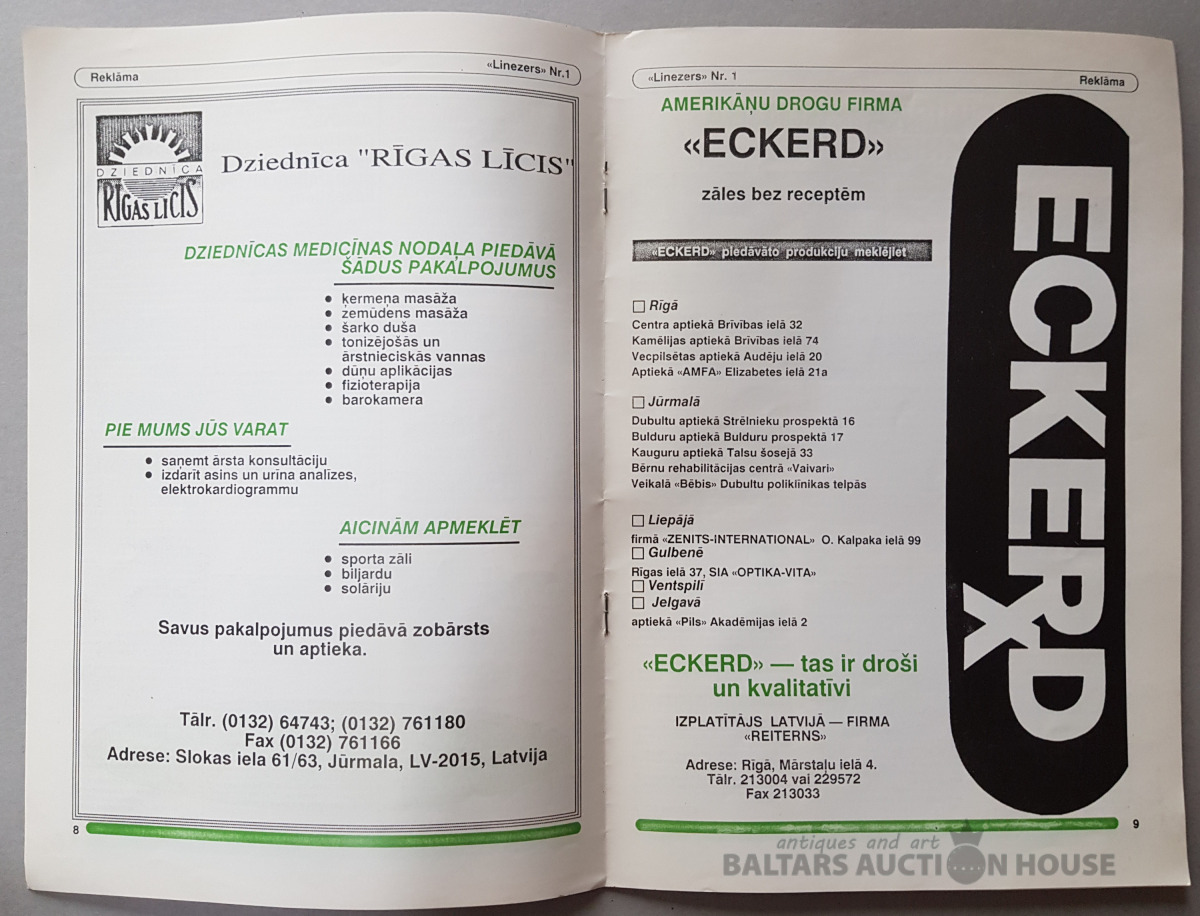 Reklāma
«Linezers» Nr.1
DZIEDNĪCA
RĪGAS LĪCIS
Dziednīca "RĪGAS LĪCIS"
DZIEDNĪCAS MEDICĪNAS NODAĻA PIEDĀVĀ
ŠĀDUS PAKALPOJUMUS
● ķermeņa masāža
● zemūdens masāža
● šarko duša
● tonizējošās un
ārstnieciskās vannas
● dūņu aplikācijas
● fizioterapija
● barokamera
PIE MUMS JŪS VARAT
● saņemt ārsta konsultāciju
● izdarīt asins un urīna analīzes,
elektrokardiogrammu
AICINĀM APMEKLĒT
● sporta zāli
● biljardu
● solāriju
Savus pakalpojumus piedāvā zobārsts
un aptieka.
Tālr. (0132) 64743; (0132) 761180
Fax (0132) 761166
Adrese: Slokas iela 61/63, Jūrmala, LV-2015, Latvija
8
«Linezers» Nr. 1
Reklāma
AMERIKĀŅU DROGU FIRMA
«ECKERD»
zāles bez receptēm
«ECKERD» piedāvāto produkciju meklējiet
Rīgā
Centra aptiekā Brīvības ielā 32
Kamēlijas aptiekā Brīvības ielā 74
Vecpilsētas aptiekā Audēju ielā 20
Aptiekā «AMFA» Elizabetes ielā 21a
Jūrmalā
Dubultu aptiekā Strēlnieku prospektā 16
Bulduru aptiekā Bulduru prospektā 17
Kauguru aptiekā Talsu šosejā 33
Bērnu rehabilitācijas centrā «Vaivari»
Veikalā «Bēbis» Dubultu poliklīnikas telpās
Liepājā
firmā «ZENITS-INTERNATIONAL» O. Kalpaka ielā 99
Gulbenē
Rīgas ielā 37, SIA «OPTIKA-VITA»
Ventspilī
Jelgavā
aptiekā «Pils» Akadēmijas ielā 2
«ECKERD» — tas ir droši
un kvalitatīvi
IZPLATĪTĀJS LATVIJĀ — FIRMA
«REITERNS»
Adrese: Rīgā, Mārstaļu ielā 4.
Tālr. 213004 vai 229572
Fax 213033
ECKERD
9
antiques and art
BALTARS AUCTION HOUSE